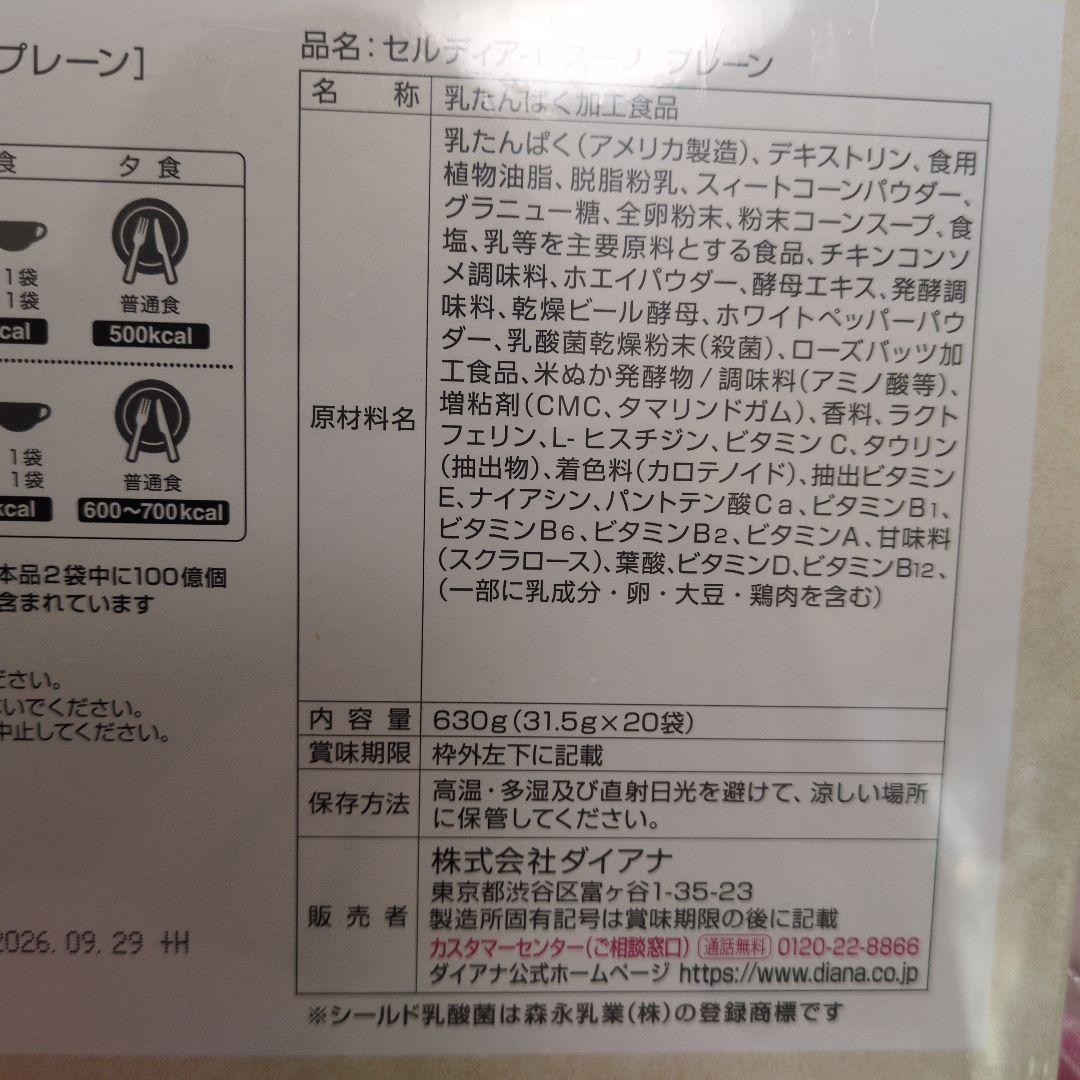 プレーン]
食 夕食
1袋
1袋
普通食
cal 500kcal
1袋
1袋
普通食
kcal 600〜700kcal
本品2袋中に100億個
含まれています
ださい。
いでください。
中止してください。
2026.09.29 +H
品名：セルディア スープ プレーン
名称 乳たんぱく加工食品
原材料名
乳たんぱく(アメリカ製造)、デキストリン、食用
植物油脂、脱脂粉乳、スィートコーンパウダー、
グラニュー糖、全卵粉末、粉末コーンスープ、食
塩、乳等を主要原料とする食品、チキンコンソ
メ調味料、ホエイパウダー、酵母エキス、発酵調
味料、乾燥ビール酵母、ホワイトペッパーパウ
ダー、乳酸菌乾燥粉末(殺菌)、ローズバッツ加
工食品、米ぬか発酵物/調味料(アミノ酸等)、
増粘剤(CMC、タマリンドガム)、香料、ラクト
フェリン、L-ヒスチジン、ビタミンC、タウリン
(抽出物)、着色料(カロテノイド)、抽出ビタミン
E、ナイアシン、パントテン酸Ca、ビタミンB1、
ビタミンB6、ビタミンB2、ビタミンA、甘味料
(スクラロース)、葉酸、ビタミンD、ビタミンB12、
(一部に乳成分・卵・大豆・鶏肉を含む)
内容量 630g(31.5g×20袋)
賞味期限 枠外左下に記載
保存方法 高温・多湿及び直射日光を避けて、涼しい場所
に保管してください。
販売者
株式会社ダイアナ
東京都渋谷区富ヶ谷1-35-23
製造所固有記号は賞味期限の後に記載
カスタマーセンター(ご相談窓口) 通話無料 0120-22-8866
ダイアナ公式ホームページ https://www.diana.co.jp
※シールド乳酸菌は森永乳業(株)の登録商標です